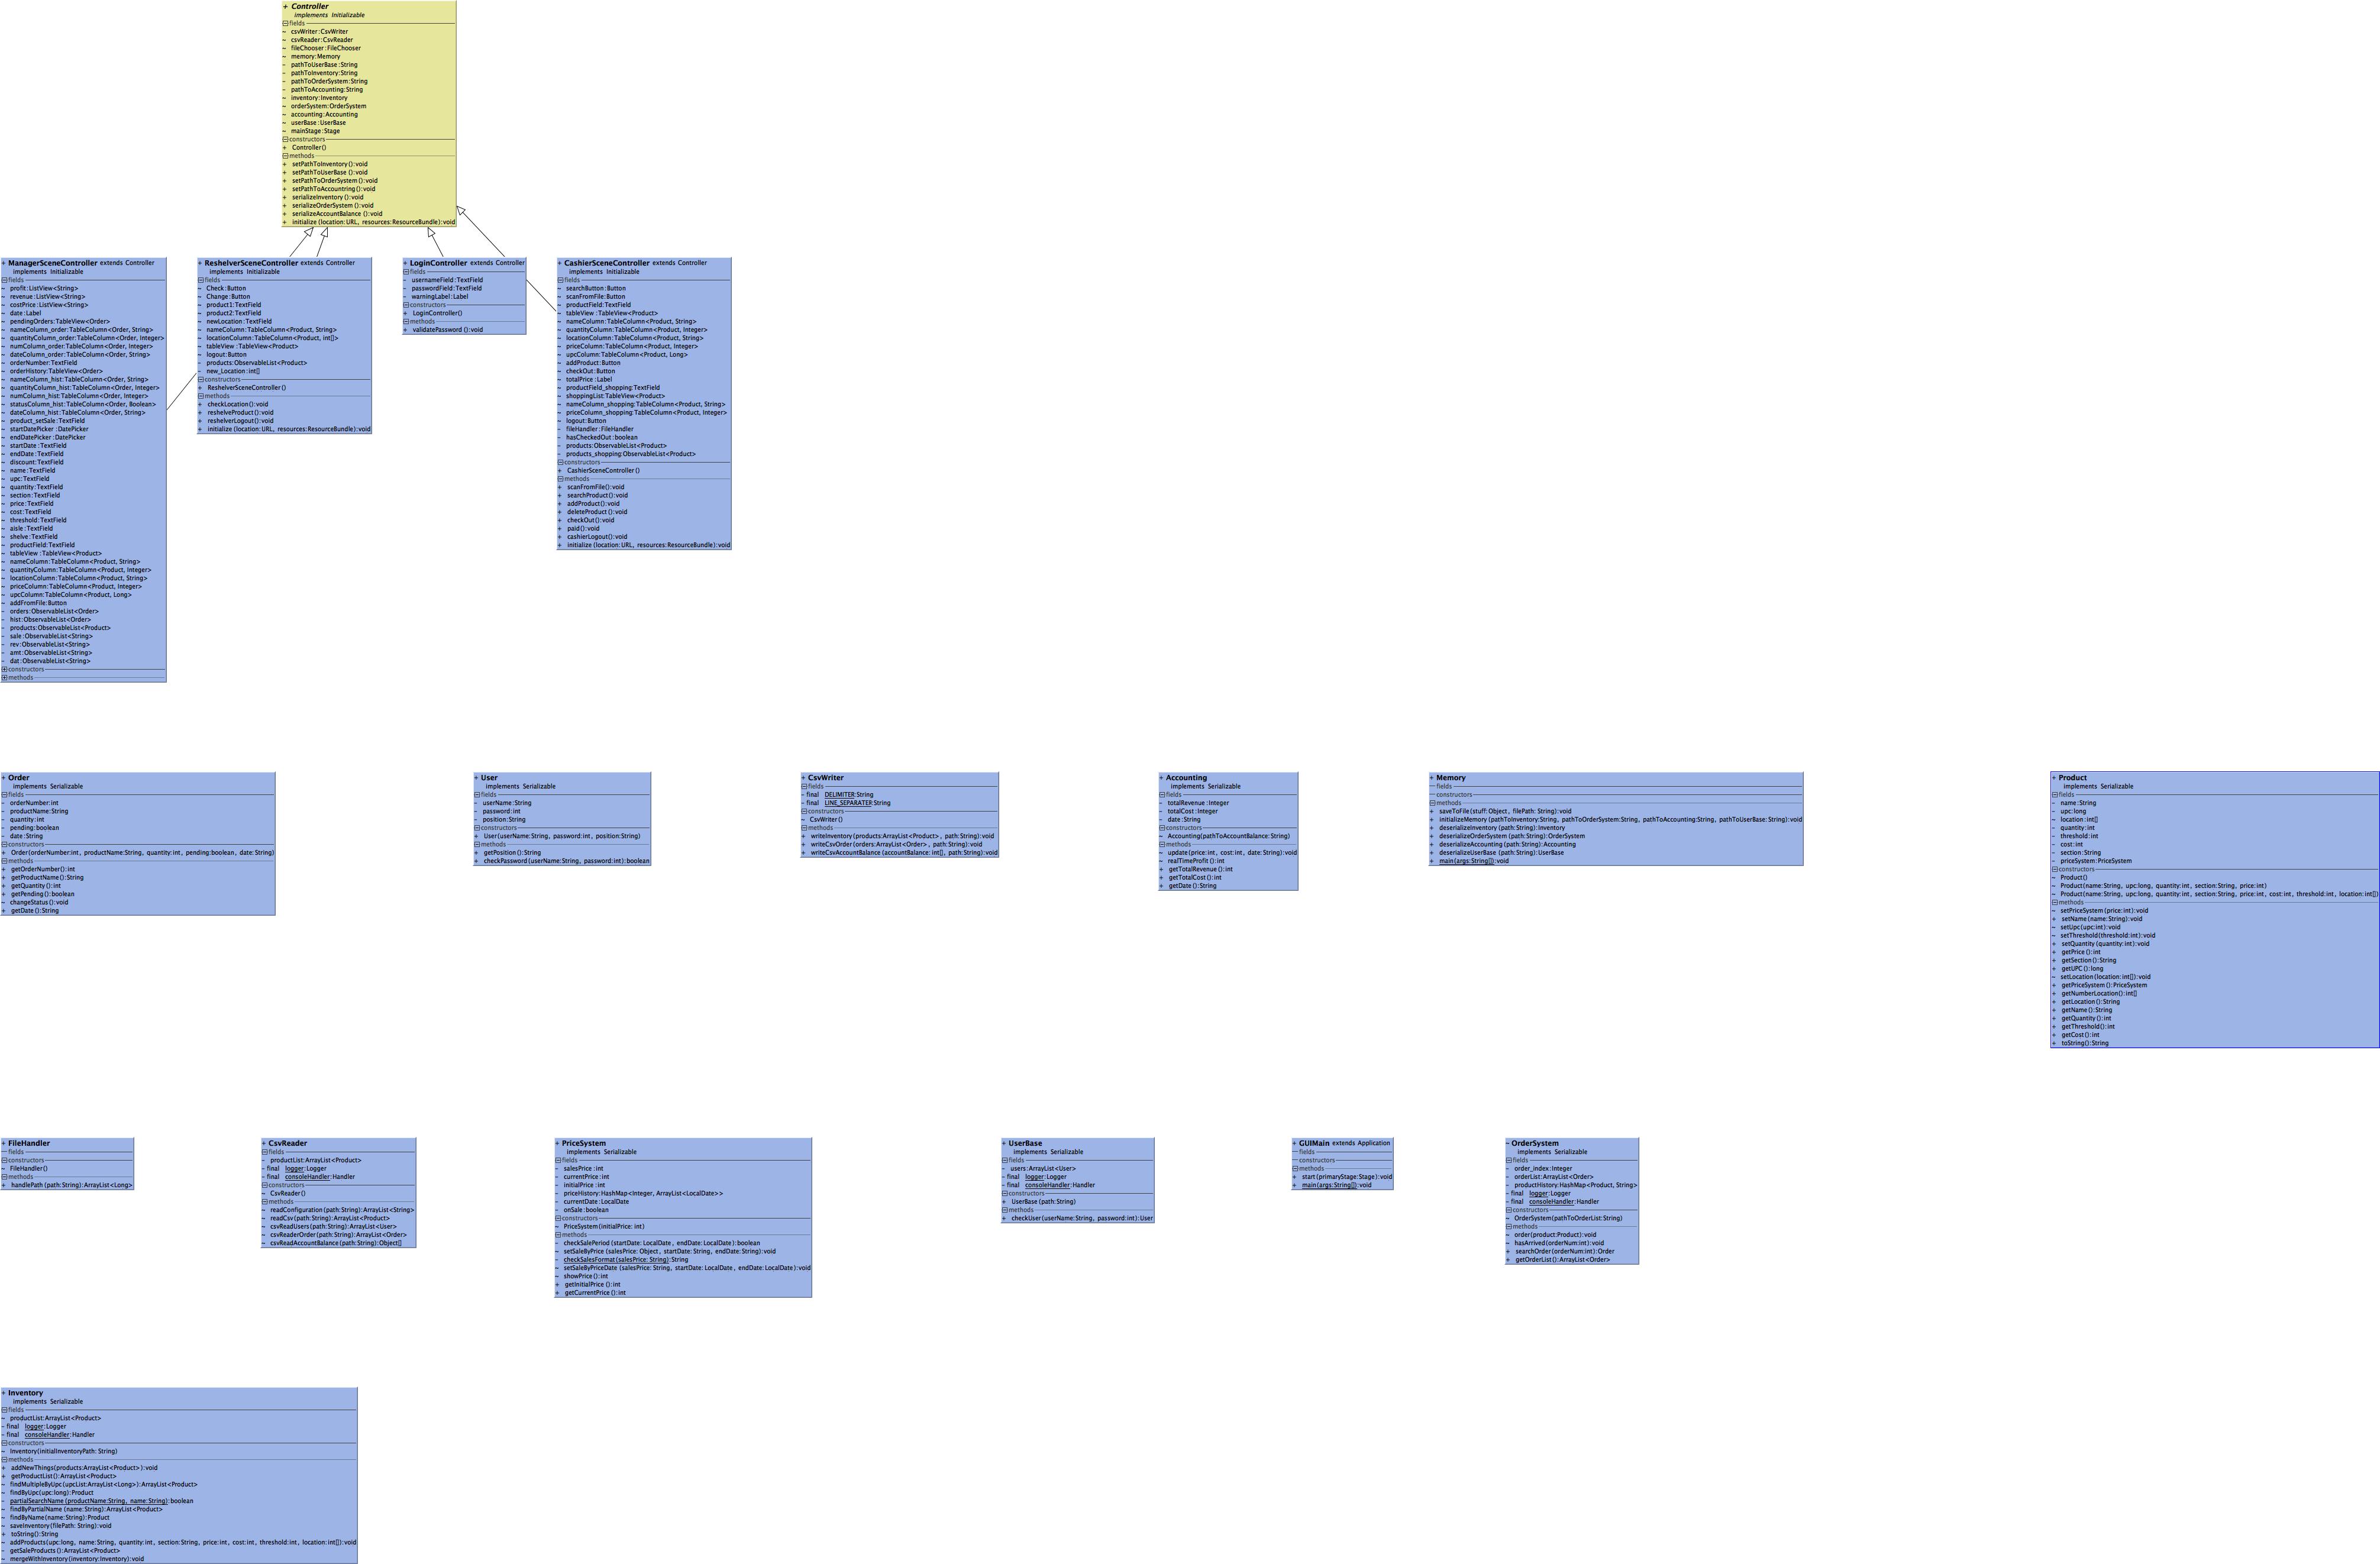 + Controller
implements Initializable
fields
~ csvWriter:CsvWriter
~ csvReader:CsvReader
~ fileChooser:FileChooser
~ memory:Memory
- pathToUserBase:String
- pathToInventory:String
- pathToOrderSystem:String
- pathToAccounting:String
~ inventory:Inventory
~ orderSystem:OrderSystem
~ accounting:Accounting
~ userBase:UserBase
~ mainStage:Stage
constructors
+ Controller()
methods
+ setPathToInventory():void
+ setPathToUserBase():void
+ setPathToOrderSystem():void
+ setPathToAccountring():void
+ serializeInventory():void
+ serializeOrderSystem():void
+ serializeAccountBalance():void
+ initialize(location:URL, resources:ResourceBundle):void
+ ManagerSceneController extends Controller
implements Initializable
fields
~ profit:ListView<String>
~ revenue:ListView<String>
~ costPrice:ListView<String>
~ date:Label
~ pendingOrders:TableView<Order>
~ nameColumn_order:TableColumn<Order, String>
~ quantityColumn_order:TableColumn<Order, Integer>
~ numColumn_order:TableColumn<Order, Integer>
~ dateColumn_order:TableColumn<Order, String>
~ orderNumber:TextField
~ orderHistory:TableView<Order>
~ nameColumn_hist:TableColumn<Order, String>
~ quantityColumn_hist:TableColumn<Order, Integer>
~ numColumn_hist:TableColumn<Order, Integer>
~ statusColumn_hist:TableColumn<Order, Boolean>
~ dateColumn_hist:TableColumn<Order, String>
~ product_setSale:TextField
~ startDatePicker:DatePicker
~ endDatePicker:DatePicker
~ startDate:TextField
~ endDate:TextField
~ discount:TextField
~ name:TextField
~ upc:TextField
~ quantity:TextField
~ section:TextField
~ price:TextField
~ cost:TextField
~ threshold:TextField
~ aisle:TextField
~ shelve:TextField
~ productField:TextField
~ tableView:TableView<Product>
~ nameColumn:TableColumn<Product, String>
~ quantityColumn:TableColumn<Product, Integer>
~ locationColumn:TableColumn<Product, String>
~ priceColumn:TableColumn<Product, Integer>
~ upcColumn:TableColumn<Product, Long>
~ addFromFile:Button
- orders:ObservableList<Order>
- hist:ObservableList<Order>
- products:ObservableList<Product>
- sale:ObservableList<String>
- rev:ObservableList<String>
- amt:ObservableList<String>
- dat:ObservableList<String>
constructors
methods
+ ReshelverSceneController extends Controller
implements Initializable
fields
~ Check:Button
~ Change:Button
~ product1:TextField
~ product2:TextField
~ newLocation:TextField
~ nameColumn:TableColumn<Product, String>
~ locationColumn:TableColumn<Product, int[]>
~ tableView:TableView<Product>
~ logout:Button
- products:ObservableList<Product>
- new_Location:int[]
constructors
+ ReshelverSceneController()
methods
+ checkLocation():void
+ reshelveProduct():void
+ reshelverLogout():void
+ initialize(location:URL, resources:ResourceBundle):void
+ LoginController extends Controller
fields
- usernameField:TextField
- passwordField:TextField
- warningLabel:Label
constructors
+ LoginController()
methods
+ validatePassword():void
+ CashierSceneController extends Controller
implements Initializable
fields
~ searchButton:Button
~ scanFromFile:Button
~ productField:TextField
~ tableView:TableView<Product>
~ nameColumn:TableColumn<Product, String>
~ quantityColumn:TableColumn<Product, Integer>
~ locationColumn:TableColumn<Product, String>
~ priceColumn:TableColumn<Product, Integer>
~ upcColumn:TableColumn<Product, Long>
~ addProduct:Button
~ checkOut:Button
~ totalPrice:Label
~ productField_shopping:TextField
~ shoppingList:TableView<Product>
~ nameColumn_shopping:TableColumn<Product, String>
~ priceColumn_shopping:TableColumn<Product, Integer>
~ logout:Button
- fileHandler:FileHandler
- hasCheckedOut:boolean
- products:ObservableList<Product>
- products_shopping:ObservableList<Product>
constructors
+ CashierSceneController()
methods
+ scanFromFile():void
+ searchProduct():void
+ addProduct():void
+ deleteProduct():void
+ checkOut():void
+ paid():void
+ cashierLogout():void
+ initialize(location:URL, resources:ResourceBundle):void
+ Order
implements Serializable
fields
- orderNumber:int
- productName:String
- quantity:int
- pending:boolean
- date:String
constructors
+ Order(orderNumber:int, productName:String, quantity:int, pending:boolean, date:String)
methods
+ getOrderNumber():int
+ getProductName():String
+ getQuantity():int
+ getPending():boolean
~ changeStatus():void
+ getDate():String
+ User
implements Serializable
fields
- userName:String
- password:int
- position:String
constructors
+ User(userName:String, password:int, position:String)
methods
+ getPosition():String
+ checkPassword(userName:String, password:int):boolean
+ CsvWriter
fields
- final DELIMITER:String
- final LINE_SEPARATER:String
constructors
~ CsvWriter()
methods
+ writeInventory(products:ArrayList<Product>, path:String):void
+ writeCsvOrder(orders:ArrayList<Order>, path:String):void
+ writeCsvAccountBalance(accountBalance:int[], path:String):void
+ Accounting
implements Serializable
fields
- totalRevenue:Integer
- totalCost:Integer
- date:String
constructors
~ Accounting(pathToAccountBalance:String)
methods
~ update(price:int, cost:int, date:String):void
~ realTimeProfit():int
+ getTotalRevenue():int
+ getTotalCost():int
+ getDate():String
+ Memory
fields
constructors
methods
+ saveToFile(stuff:Object, filePath:String):void
+ initializeMemory(pathToInventory:String, pathToOrderSystem:String, pathToAccounting:String, pathToUserBase:String):void
+ deserializeInventory(path:String):Inventory
+ deserializeOrderSystem(path:String):OrderSystem
+ deserializeAccounting(path:String):Accounting
+ deserializeUserBase(path:String):UserBase
+ main(args:String[]):void
+ Product
implements Serializable
fields
- name:String
- upc:long
- location:int[]
- quantity:int
- threshold:int
- cost:int
- section:String
- priceSystem:PriceSystem
constructors
~ Product()
~ Product(name:String, upc:long, quantity:int, section:String, price:int)
~ Product(name:String, upc:long, quantity:int, section:String, price:int, cost:int, threshold:int, location:int[])
methods
~ setPriceSystem(price:int):void
+ setName(name:String):void
~ setUpc(upc:int):void
~ setThreshold(threshold:int):void
+ setQuantity(quantity:int):void
+ getPrice():int
+ getSection():String
+ getUPC():long
~ setLocation(location:int[]):void
+ getPriceSystem():PriceSystem
+ getNumberLocation():int[]
+ getLocation():String
+ getName():String
+ getQuantity():int
+ getThreshold():int
+ getCost():int
+ toString():String
+ FileHandler
fields
constructors
~ FileHandler()
methods
+ handlePath(path:String):ArrayList<Long>
+ CsvReader
fields
- productList:ArrayList<Product>
- final logger:Logger
- final consoleHandler:Handler
constructors
~ CsvReader()
methods
~ readConfiguration(path:String):ArrayList<String>
~ readCsv(path:String):ArrayList<Product>
~ csvReadUsers(path:String):ArrayList<User>
~ csvReaderOrder(path:String):ArrayList<Order>
~ csvReadAccountBalance(path:String):Object[]
+ PriceSystem
implements Serializable
fields
- salesPrice:int
- currentPrice:int
- initialPrice:int
- priceHistory:HashMap<Integer, ArrayList<LocalDate>>
- currentDate:LocalDate
- onSale:boolean
constructors
~ PriceSystem(initialPrice:int)
methods
- checkSalePeriod(startDate:LocalDate, endDate:LocalDate):boolean
~ setSaleByPrice(salesPrice:Object, startDate:String, endDate:String):void
- checkSalesFormat(salesPrice:String):String
~ setSaleByPriceDate(salesPrice:String, startDate:LocalDate, endDate:LocalDate):void
~ showPrice():int
+ getInitialPrice():int
+ getCurrentPrice():int
+ UserBase
implements Serializable
fields
- users:ArrayList<User>
- final logger:Logger
- final consoleHandler:Handler
constructors
+ UserBase(path:String)
methods
+ checkUser(userName:String, password:int):User
+ GUIMain extends Application
fields
constructors
methods
+ start(primaryStage:Stage):void
+ main(args:String[]):void
~ OrderSystem
implements Serializable
fields
- order_index:Integer
- orderList:ArrayList<Order>
- productHistory:HashMap<Product, String>
- final logger:Logger
- final consoleHandler:Handler
constructors
~ OrderSystem(pathToOrderList:String)
methods
~ order(product:Product):void
~ hasArrived(orderNum:int):void
+ searchOrder(orderNum:int):Order
+ getOrderList():ArrayList<Order>
+ Inventory
implements Serializable
fields
~ productList:ArrayList<Product>
- final logger:Logger
- final consoleHandler:Handler
constructors
~ Inventory(initialInventoryPath:String)
methods
+ addNewThings(products:ArrayList<Product>):void
+ getProductList():ArrayList<Product>
~ findMultipleByUpc(upcList:ArrayList<Long>):ArrayList<Product>
~ findByUpc(upc:long):Product
- partialSearchName(productName:String, name:String):boolean
~ findByPartialName(name:String):ArrayList<Product>
~ findByName(name:String):Product
~ saveInventory(filePath:String):void
+ toString():String
~ addProducts(upc:long, name:String, quantity:int, section:String, price:int, cost:int, threshold:int, location:int[]):void
~ getSaleProducts():ArrayList<Product>
~ mergeWithInventory(inventory:Inventory):void